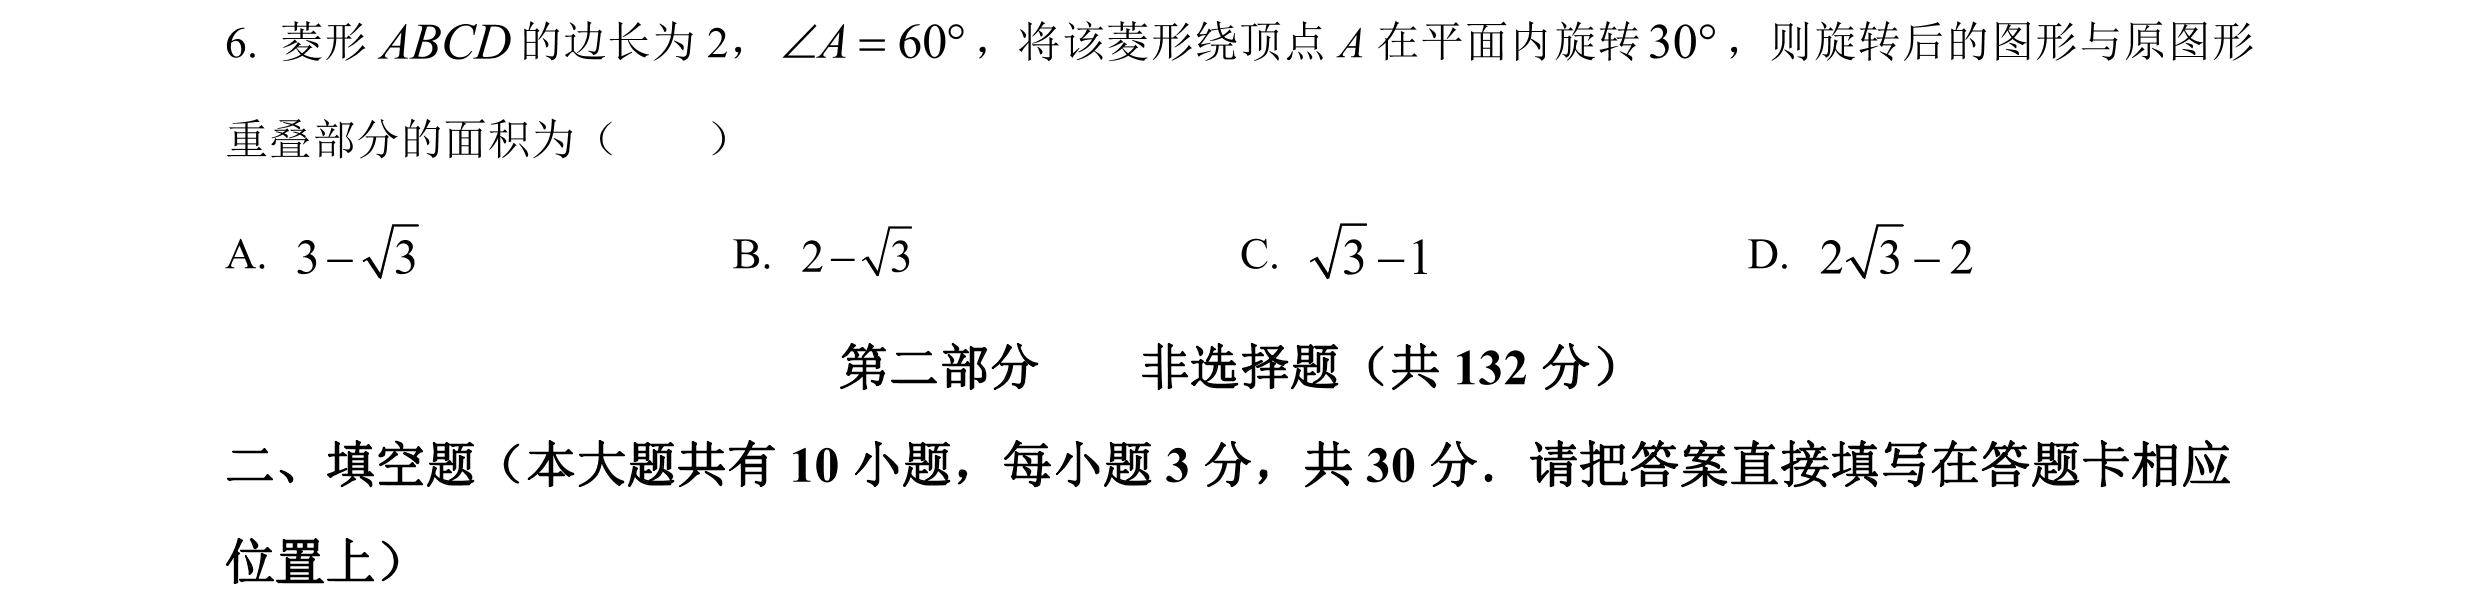 6. 菱形 ABCD 的边长为 2，∠A = 60°，将该菱形绕顶点 A 在平面内旋转 30°，则旋转后的图形与原图形
重叠部分的面积为（　　）
A. 3−√3　　B. 2−√3　　C. √3−1　　D. 2√3−2
第二部分　　非选择题（共 132 分）
二、填空题（本大题共有 10 小题，每小题 3 分，共 30 分．请把答案直接填写在答题卡相应
位置上）